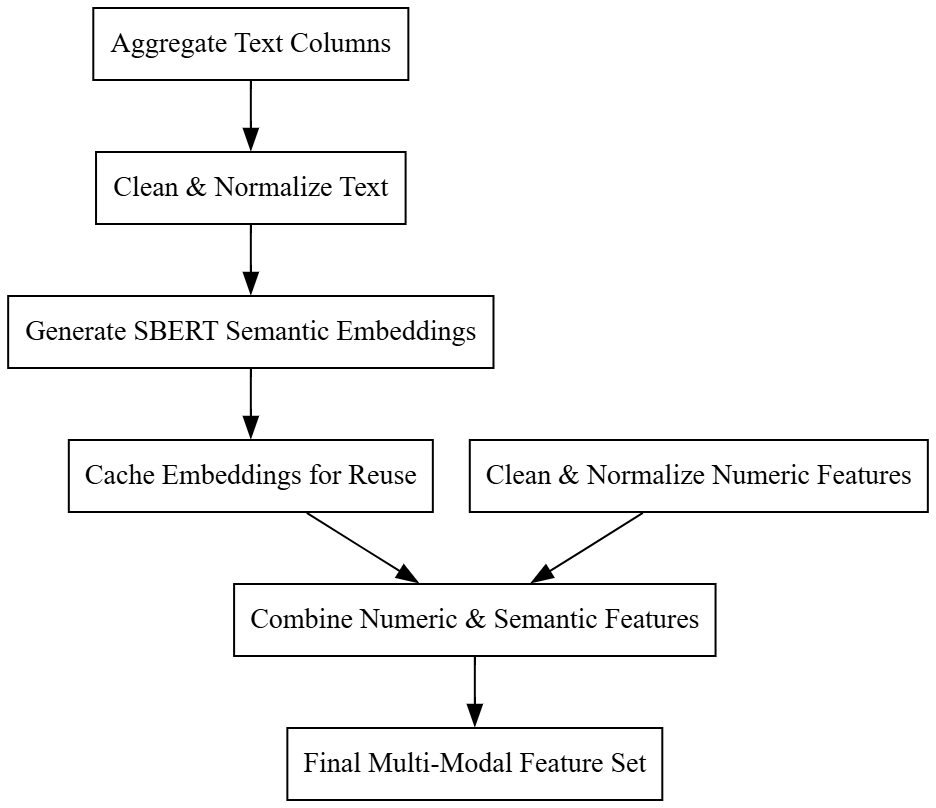 Aggregate Text Columns
Clean & Normalize Text
Generate SBERT Semantic Embeddings
Cache Embeddings for Reuse
Clean & Normalize Numeric Features
Combine Numeric & Semantic Features
Final Multi-Modal Feature Set